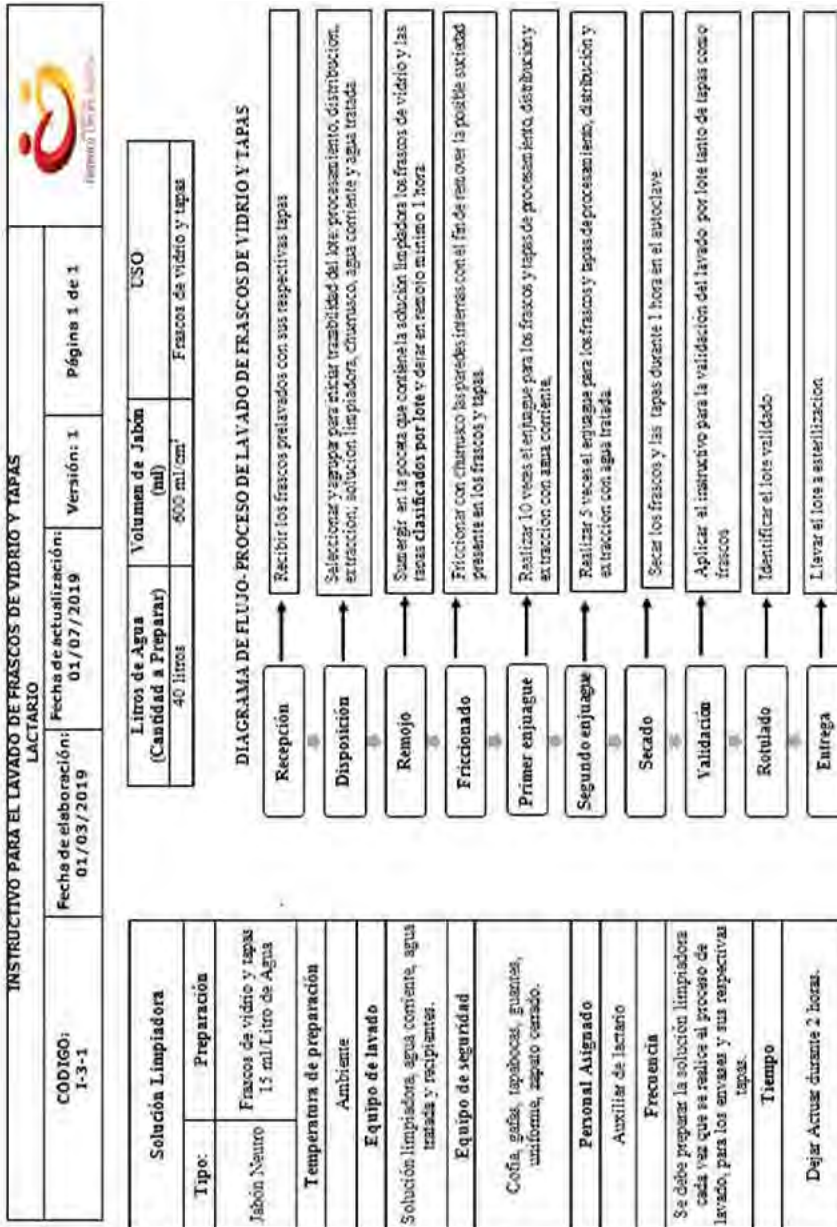 INSTRUCTIVO PARA EL LAVADO DE FRASCOS DE VIDRIO Y TAPAS
LACTARIO
CODIGO:
I-3-1
Fecha de elaboración:
01/03/2019
Fecha de actualización:
01/07/2019
Versión: 1
Página 1 de 1
Solución Limpiadora
Tipo:
Preparación
Jabón Neutro
Frascos de vidrio y tapas
15 ml/Litro de Agua
Temperatura de preparación
Ambiente
Equipo de lavado
Solución limpiadora, agua corriente, agua
tratada y recipientes.
Equipo de seguridad
Cofia, gafas, tapabocas, guantes,
uniforme, zapato cerrado.
Personal Asignado
Auxiliar de lactario
Frecuencia
Se debe preparar la solución limpiadora
cada vez que se realice el proceso de
lavado, para los envases y sus respectivas
tapas.
Tiempo
Dejar Actuar durante 2 horas.
Litros de Agua
(Cantidad a Preparar)
Volumen de Jabón
(ml)
USO
40 litros
600 ml/cm³
Frascos de vidrio y tapas
DIAGRAMA DE FLUJO- PROCESO DE LAVADO DE FRASCOS DE VIDRIO Y TAPAS
Recepción
Recibir los frascos prelavados con sus respectivas tapas
Disposición
Seleccionar y agrupar para iniciar trazabilidad del lote: procesamiento, distribución,
extracción; solución limpiadora, churrusco, agua corriente y agua tratada.
Remojo
Sumergir en la poceta que contiene la solución limpiadora los frascos de vidrio y las
tapas clasificados por lote y dejar en remojo mínimo 1 hora.
Friccionado
Friccionar con churrusco las paredes internas con el fin de remover la posible suciedad
presente en los frascos y tapas.
Primer enjuague
Realizar 10 veces el enjuague para los frascos y tapas de procesamiento, distribución y
extracción con agua corriente.
Segundo enjuague
Realizar 5 veces el enjuague para los frascos y tapas de procesamiento, distribución y
extracción con agua tratada.
Secado
Secar los frascos y las tapas durante 1 hora en el autoclave.
Validación
Aplicar el instructivo para la validación del lavado por lote tanto de tapas como
frascos
Rotulado
Identificar el lote validado
Entrega
Llevar el lote a esterilización